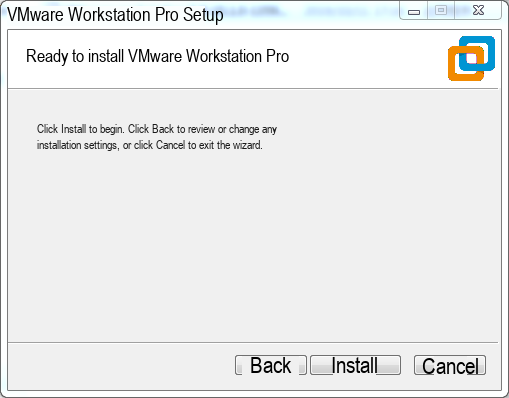 VMware Workstation Pro Setup
Ready to install VMware Workstation Pro
Click Install to begin. Click Back to review or change any
installation settings, or click Cancel to exit the wizard.
Back Install Cancel